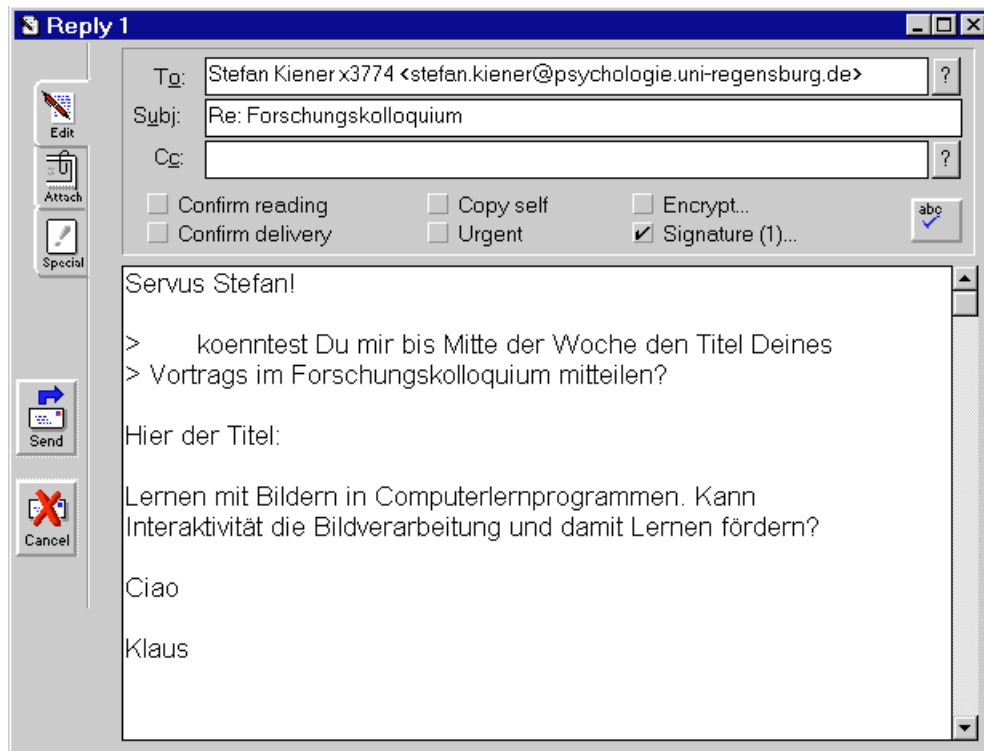 Reply 1
To: Stefan Kiener x3774 <stefan.kiener@psychologie.uni-regensburg.de> ?
Subj: Re: Forschungskolloquium
Cc: ?
Edit
Attach
Special
Confirm reading Copy self Encrypt...
Confirm delivery Urgent Signature (1)...
abc
Servus Stefan!
> koenntest Du mir bis Mitte der Woche den Titel Deines
> Vortrags im Forschungskolloquium mitteilen?
Hier der Titel:
Lernen mit Bildern in Computerlernprogrammen. Kann
Interaktivität die Bildverarbeitung und damit Lernen fördern?
Ciao
Klaus
Send
Cancel